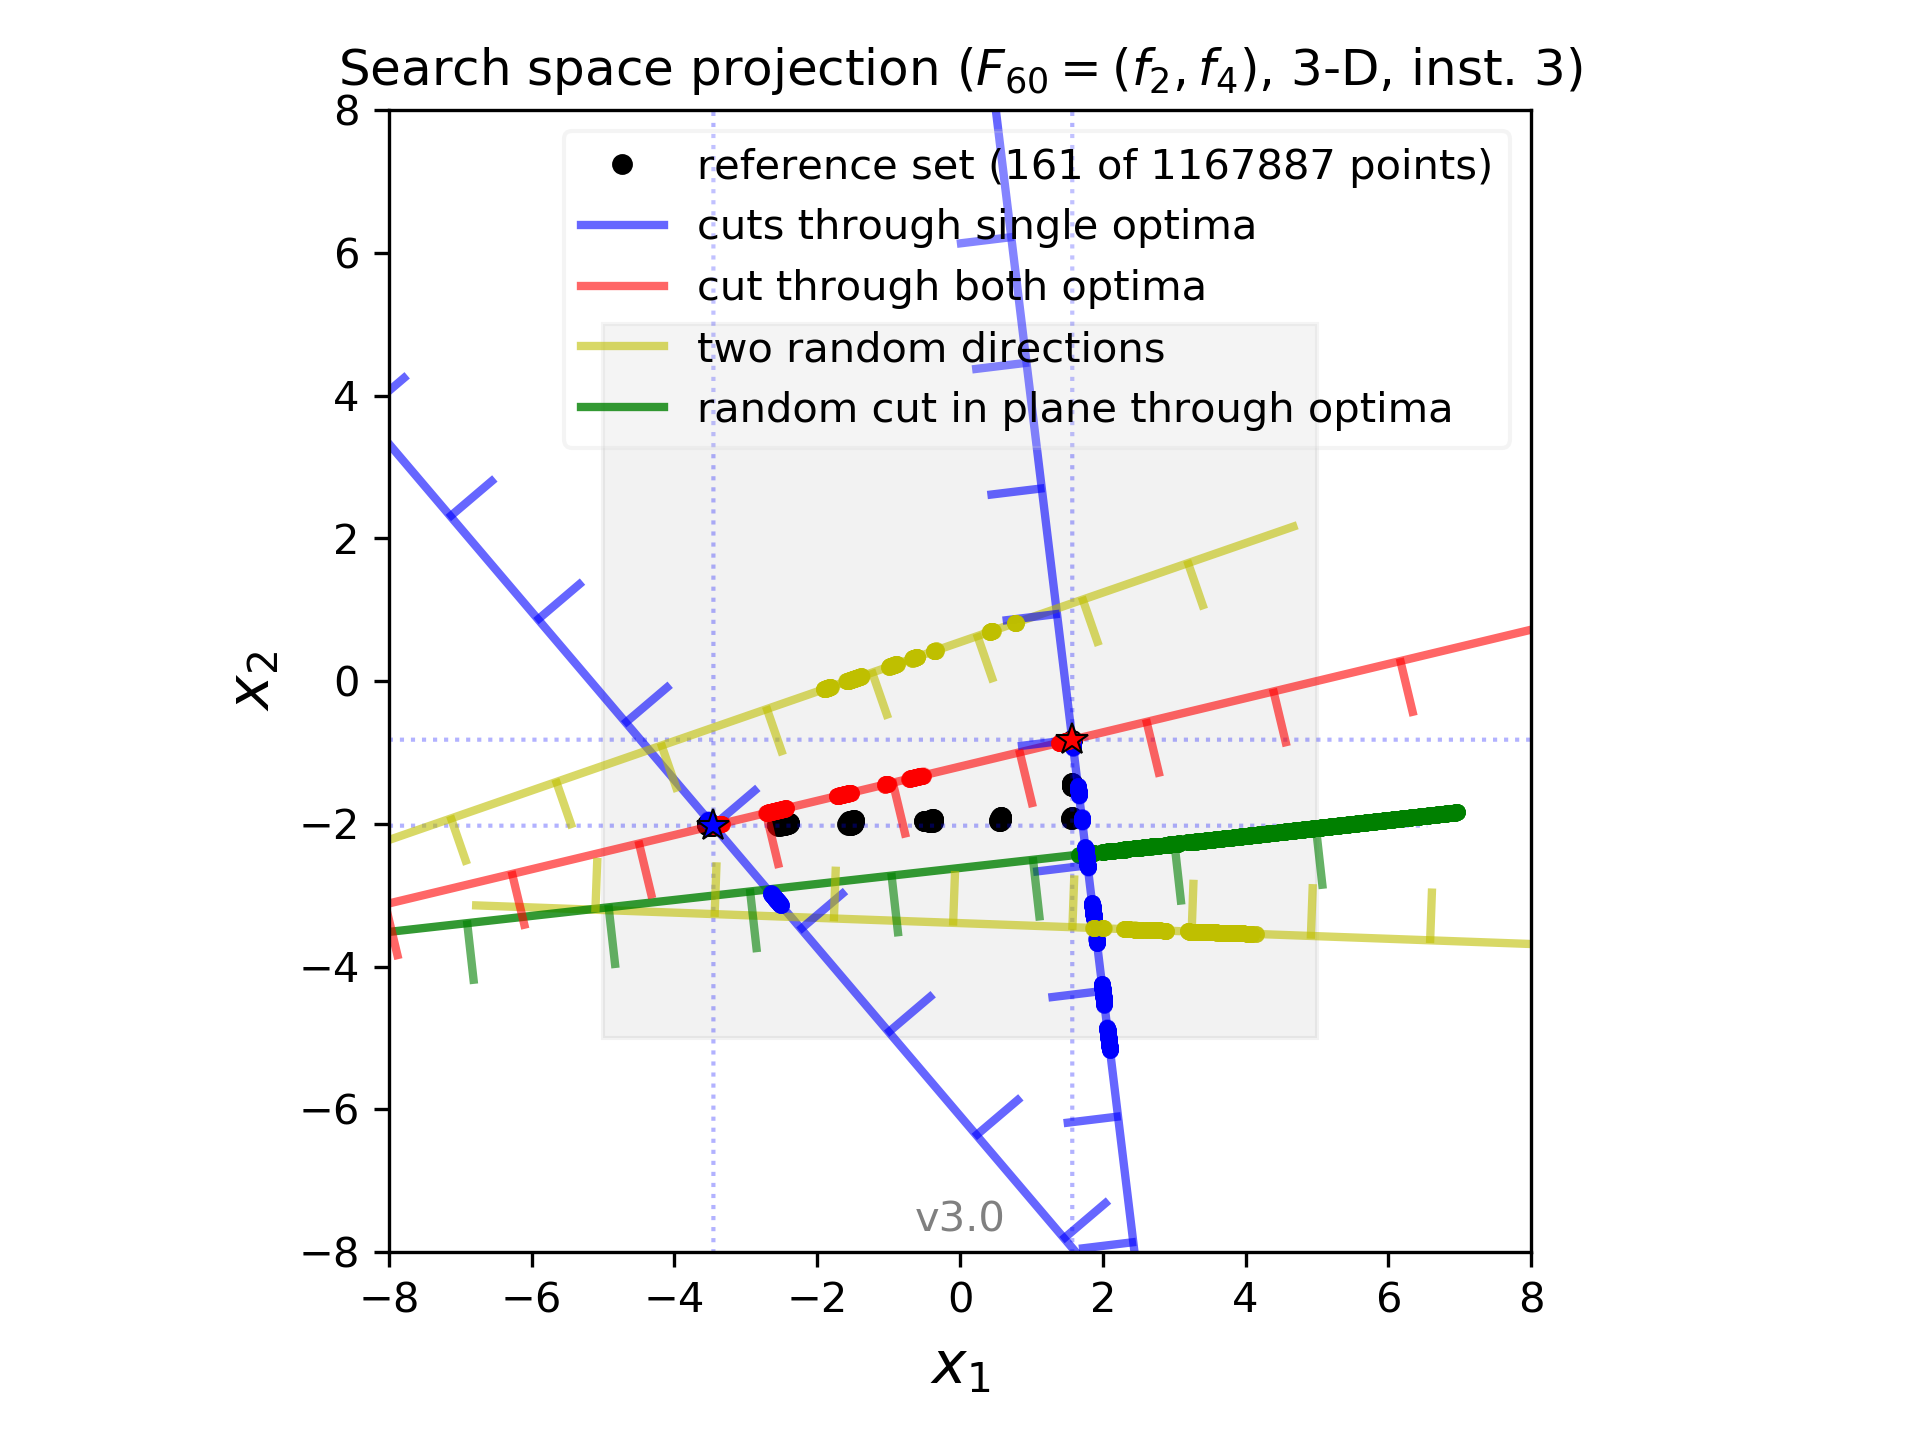 Search space projection (F₆₀ = (f₂, f₄), 3-D, inst. 3)
8
reference set (161 of 1167887 points)
cuts through single optima
6
cut through both optima
two random directions
4
random cut in plane through optima
2
0
x₂
−2
−4
−6
v3.0
−8
−8 −6 −4 −2 0 2 4 6 8
x₁